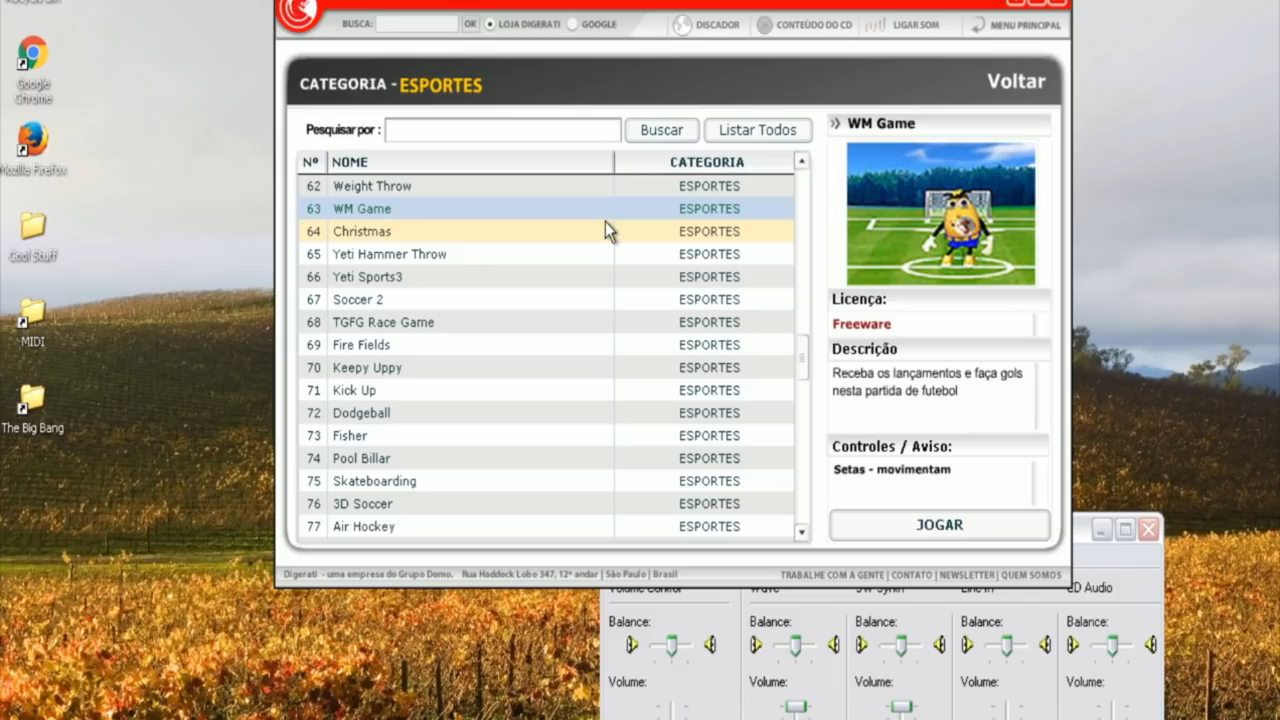 BUSCA: OK LOJA DIGERATI GOOGLE DISCADOR CONTEÚDO DO CD LIGAR SOM MENU PRINCIPAL
Google
Chrome
Mozilla Firefox
Cool Stuff
MIDI
The Big Bang
CATEGORIA - ESPORTES Voltar
Pesquisar por : Buscar Listar Todos
Nº NOME CATEGORIA
62 Weight Throw ESPORTES
63 WM Game ESPORTES
64 Christmas ESPORTES
65 Yeti Hammer Throw ESPORTES
66 Yeti Sports3 ESPORTES
67 Soccer 2 ESPORTES
68 TGFG Race Game ESPORTES
69 Fire Fields ESPORTES
70 Keepy Uppy ESPORTES
71 Kick Up ESPORTES
72 Dodgeball ESPORTES
73 Fisher ESPORTES
74 Pool Billar ESPORTES
75 Skateboarding ESPORTES
76 3D Soccer ESPORTES
77 Air Hockey ESPORTES
WM Game
Licença:
Freeware
Descrição
Receba os lançamentos e faça gols
nesta partida de futebol
Controles / Aviso:
Setas - movimentam
JOGAR
Digerati - uma empresa do Grupo Domo. Rua Haddock Lobo 347, 12º andar | São Paulo | Brasil
TRABALHE COM A GENTE | CONTATO | NEWSLETTER | QUEM SOMOS
CD Audio
Balance: Balance: Balance: Balance: Balance:
Volume: Volume: Volume: Volume: Volume: